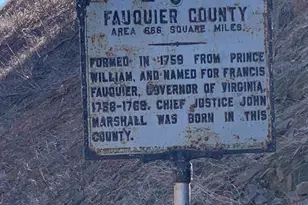 FAUQUIER COUNTY
AREA 666 SQUARE MILES
FORMED IN 1759 FROM PRINCE
WILLIAM, AND NAMED FOR FRANCIS
FAUQUIER, GOVERNOR OF VIRGINIA,
1758-1768. CHIEF JUSTICE JOHN
MARSHALL WAS BORN IN THIS
COUNTY.